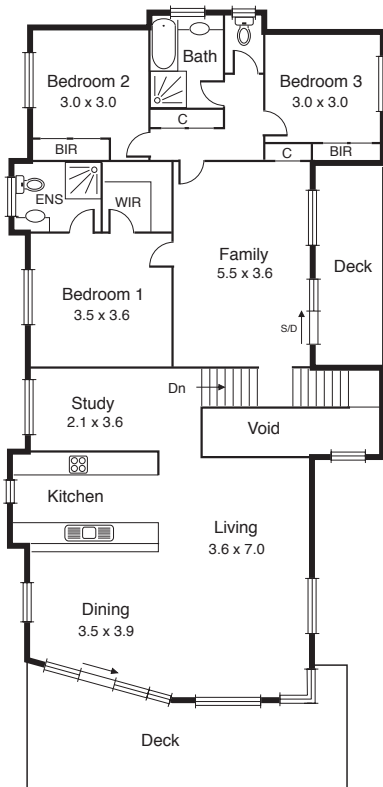 Bath
Bedroom 2
3.0 x 3.0
Bedroom 3
3.0 x 3.0
C
BIR
C
BIR
ENS
WIR
Family
5.5 x 3.6
Deck
Bedroom 1
3.5 x 3.6
S/D
Dn
Study
2.1 x 3.6
Void
Kitchen
Living
3.6 x 7.0
Dining
3.5 x 3.9
Deck